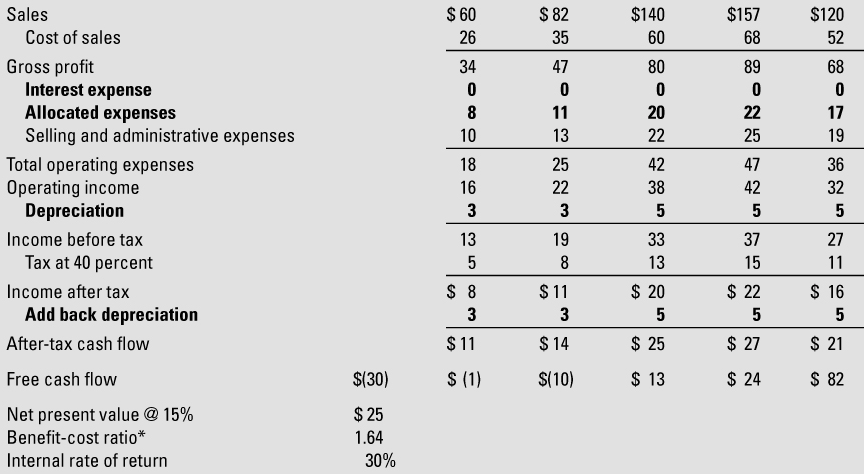 Sales $ 60 $ 82 $140 $157 $120
Cost of sales 26 35 60 68 52
Gross profit 34 47 80 89 68
Interest expense 0 0 0 0 0
Allocated expenses 8 11 20 22 17
Selling and administrative expenses 10 13 22 25 19
Total operating expenses 18 25 42 47 36
Operating income 16 22 38 42 32
Depreciation 3 3 5 5 5
Income before tax 13 19 33 37 27
Tax at 40 percent 5 8 13 15 11
Income after tax $ 8 $ 11 $ 20 $ 22 $ 16
Add back depreciation 3 3 5 5 5
After-tax cash flow $ 11 $ 14 $ 25 $ 27 $ 21
Free cash flow $(30) $ (1) $(10) $ 13 $ 24 $ 82
Net present value @ 15% $ 25
Benefit-cost ratio* 1.64
Internal rate of return 30%